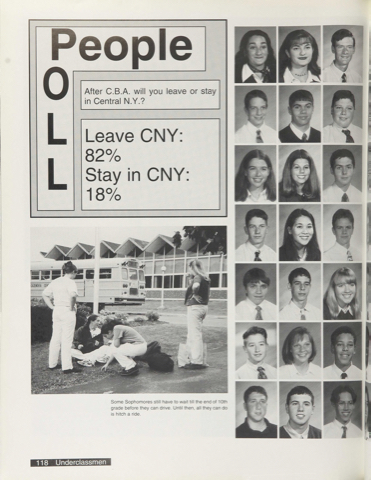 People
POLL
After C.B.A. will you leave or stay
in Central N.Y.?
Leave CNY:
82%
Stay in CNY:
18%
Some Sophomores still have to wait till the end of 10th
grade before they can drive. Until then, all they can do
is hitch a ride.
118 Underclassmen